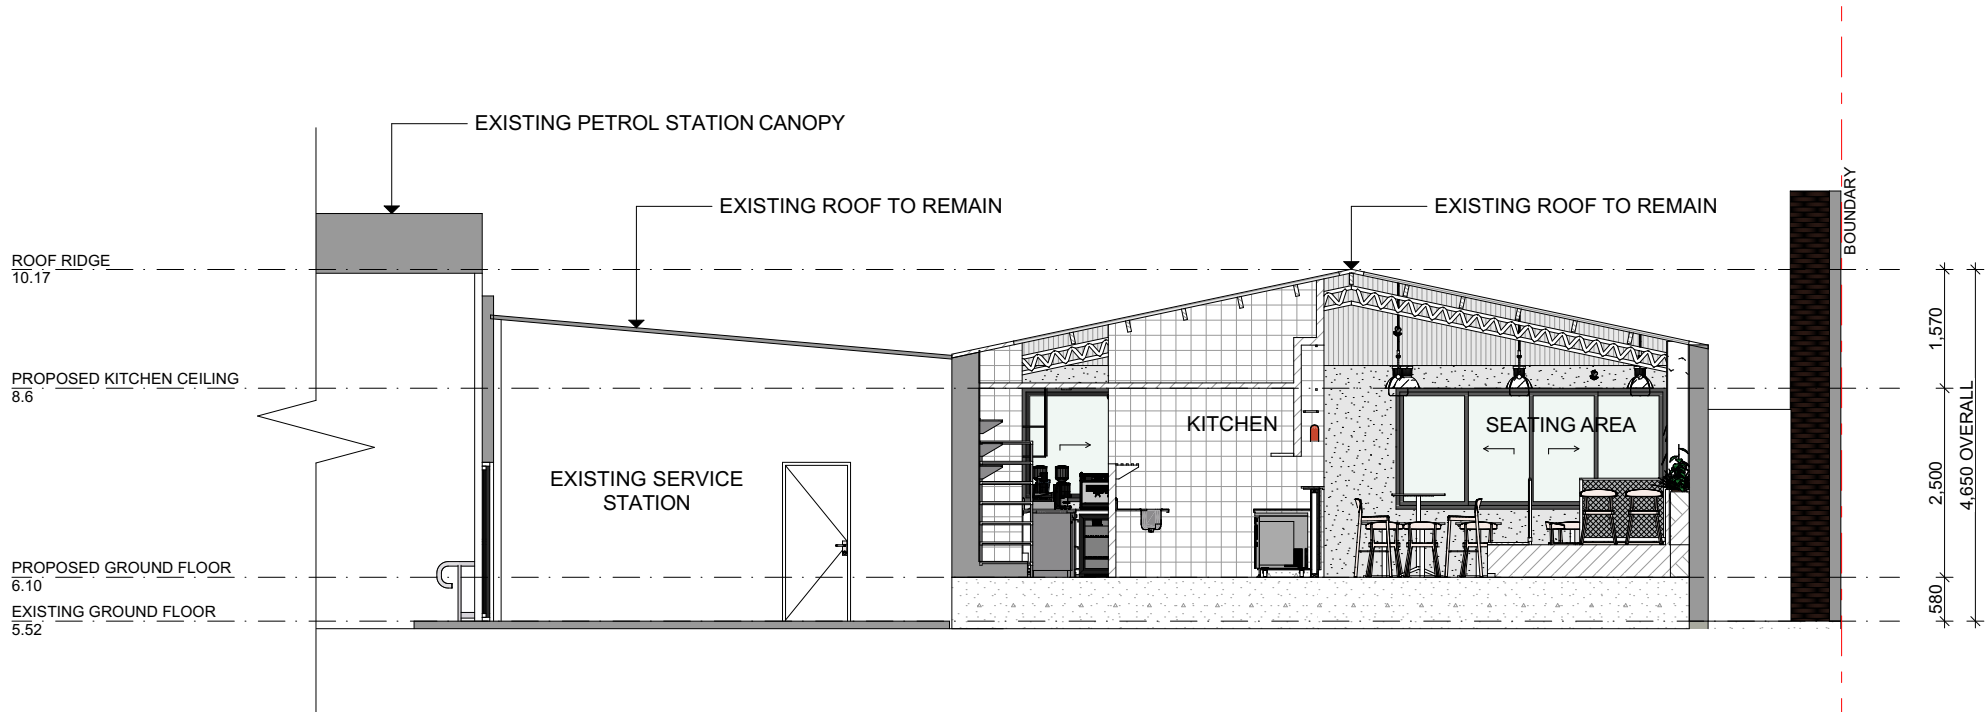 EXISTING PETROL STATION CANOPY
EXISTING ROOF TO REMAIN
EXISTING ROOF TO REMAIN
BOUNDARY
ROOF RIDGE
10.17
PROPOSED KITCHEN CEILING
8.6
KITCHEN
SEATING AREA
EXISTING SERVICE
STATION
PROPOSED GROUND FLOOR
6.10
EXISTING GROUND FLOOR
5.52
1,570
2,500
580
4,650 OVERALL